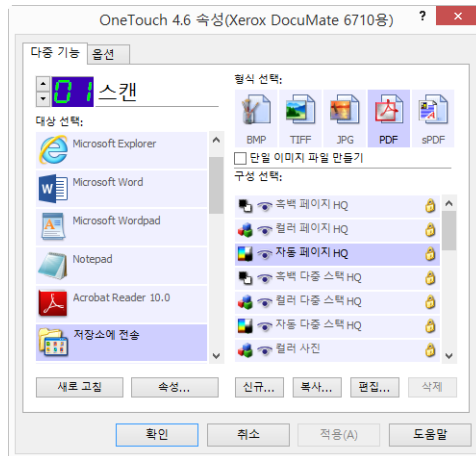 OneTouch 4.6 속성(Xerox DocuMate 6710용)
? ×
다중 기능 옵션
01 스캔
대상 선택:
Microsoft Explorer
Microsoft Word
Microsoft Wordpad
Notepad
Acrobat Reader 10.0
저장소에 전송
새로 고침 속성...
형식 선택:
BMP TIFF JPG PDF sPDF
단일 이미지 파일 만들기
구성 선택:
흑백 페이지 HQ
컬러 페이지 HQ
자동 페이지 HQ
흑백 다중 스택 HQ
컬러 다중 스택 HQ
자동 다중 스택 HQ
컬러 사진
신규... 복사... 편집... 삭제
확인 취소 적용(A) 도움말